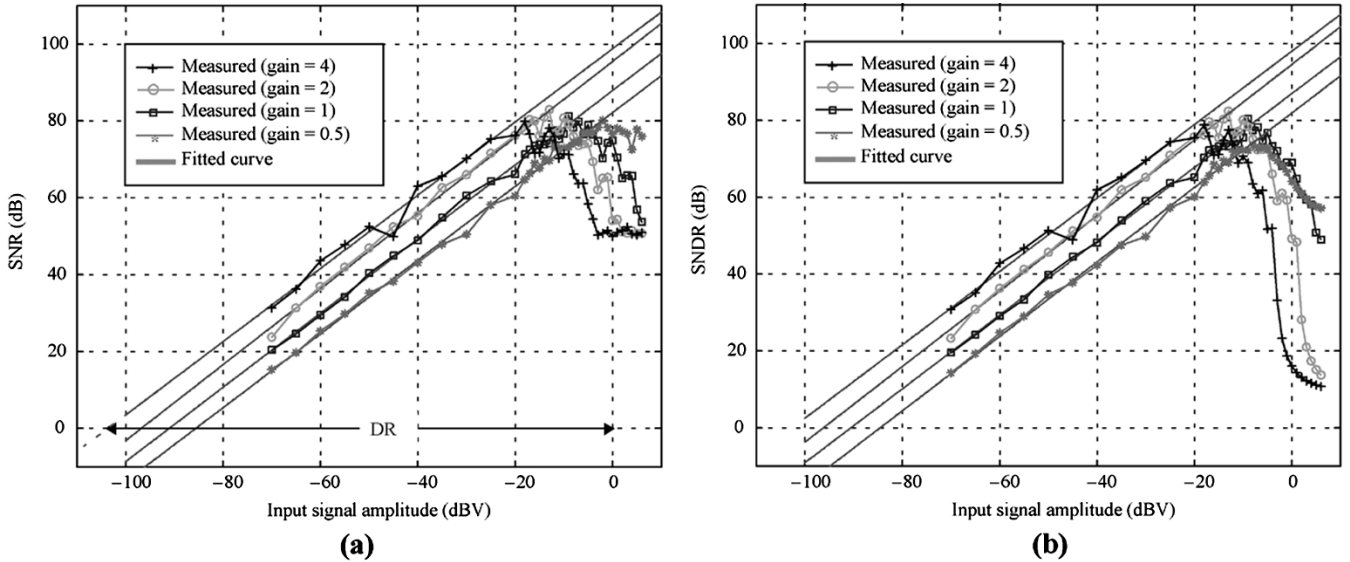 100
80
60
40
20
0
SNR (dB)
Measured (gain = 4)
Measured (gain = 2)
Measured (gain = 1)
Measured (gain = 0.5)
Fitted curve
DR
−100
−80
−60
−40
−20
0
Input signal amplitude (dBV)
(a)
100
80
60
40
20
0
SNDR (dB)
Measured (gain = 4)
Measured (gain = 2)
Measured (gain = 1)
Measured (gain = 0.5)
Fitted curve
−100
−80
−60
−40
−20
0
Input signal amplitude (dBV)
(b)